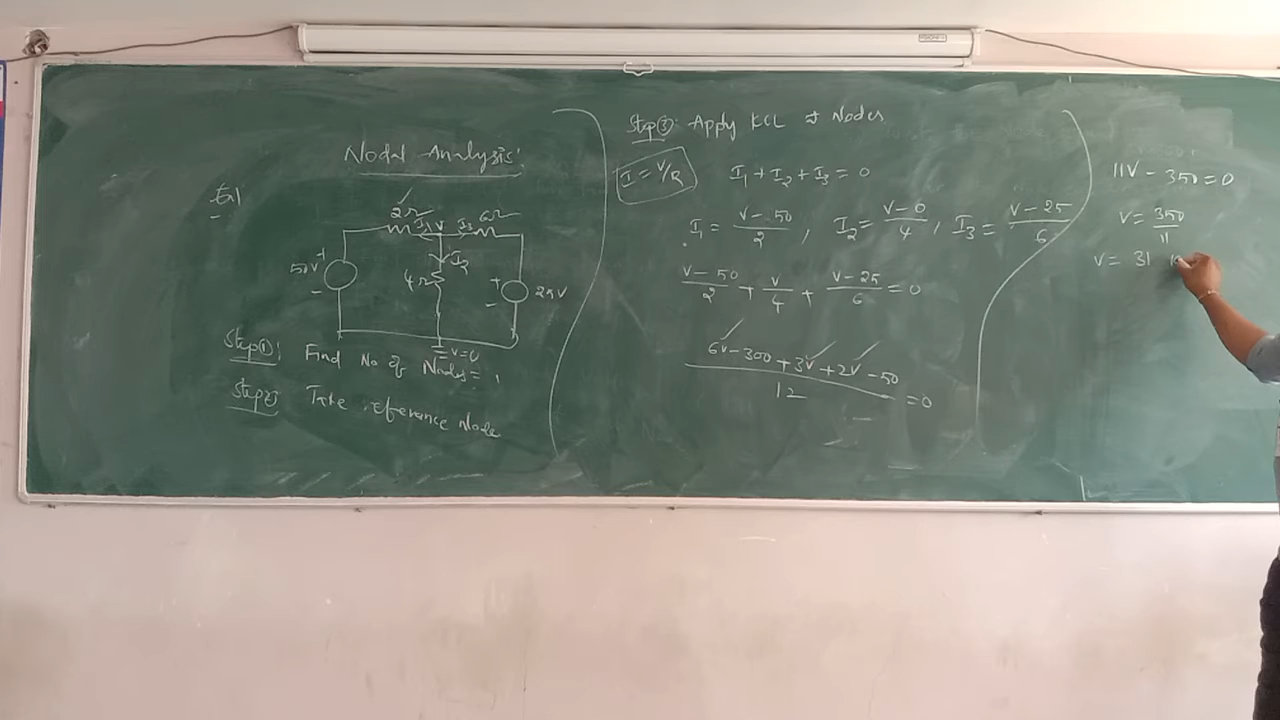 Nodal Analysis:
Ex1
2Ω I₁ V I₃ 6Ω
50V + - I₂ 4Ω + - 25V
V=0
Step①: Find No of Nodes = 1
Step②: Take reference Node
Step③: Apply KCL at Nodes
I = V/R
I₁ + I₂ + I₃ = 0
I₁ = (V - 50)/2, I₂ = (V - 0)/4, I₃ = (V - 25)/6
(V - 50)/2 + V/4 + (V - 25)/6 = 0
(6V - 300 + 3V + 2V - 50)/12 = 0
11V - 350 = 0
V = 350/11
V = 31